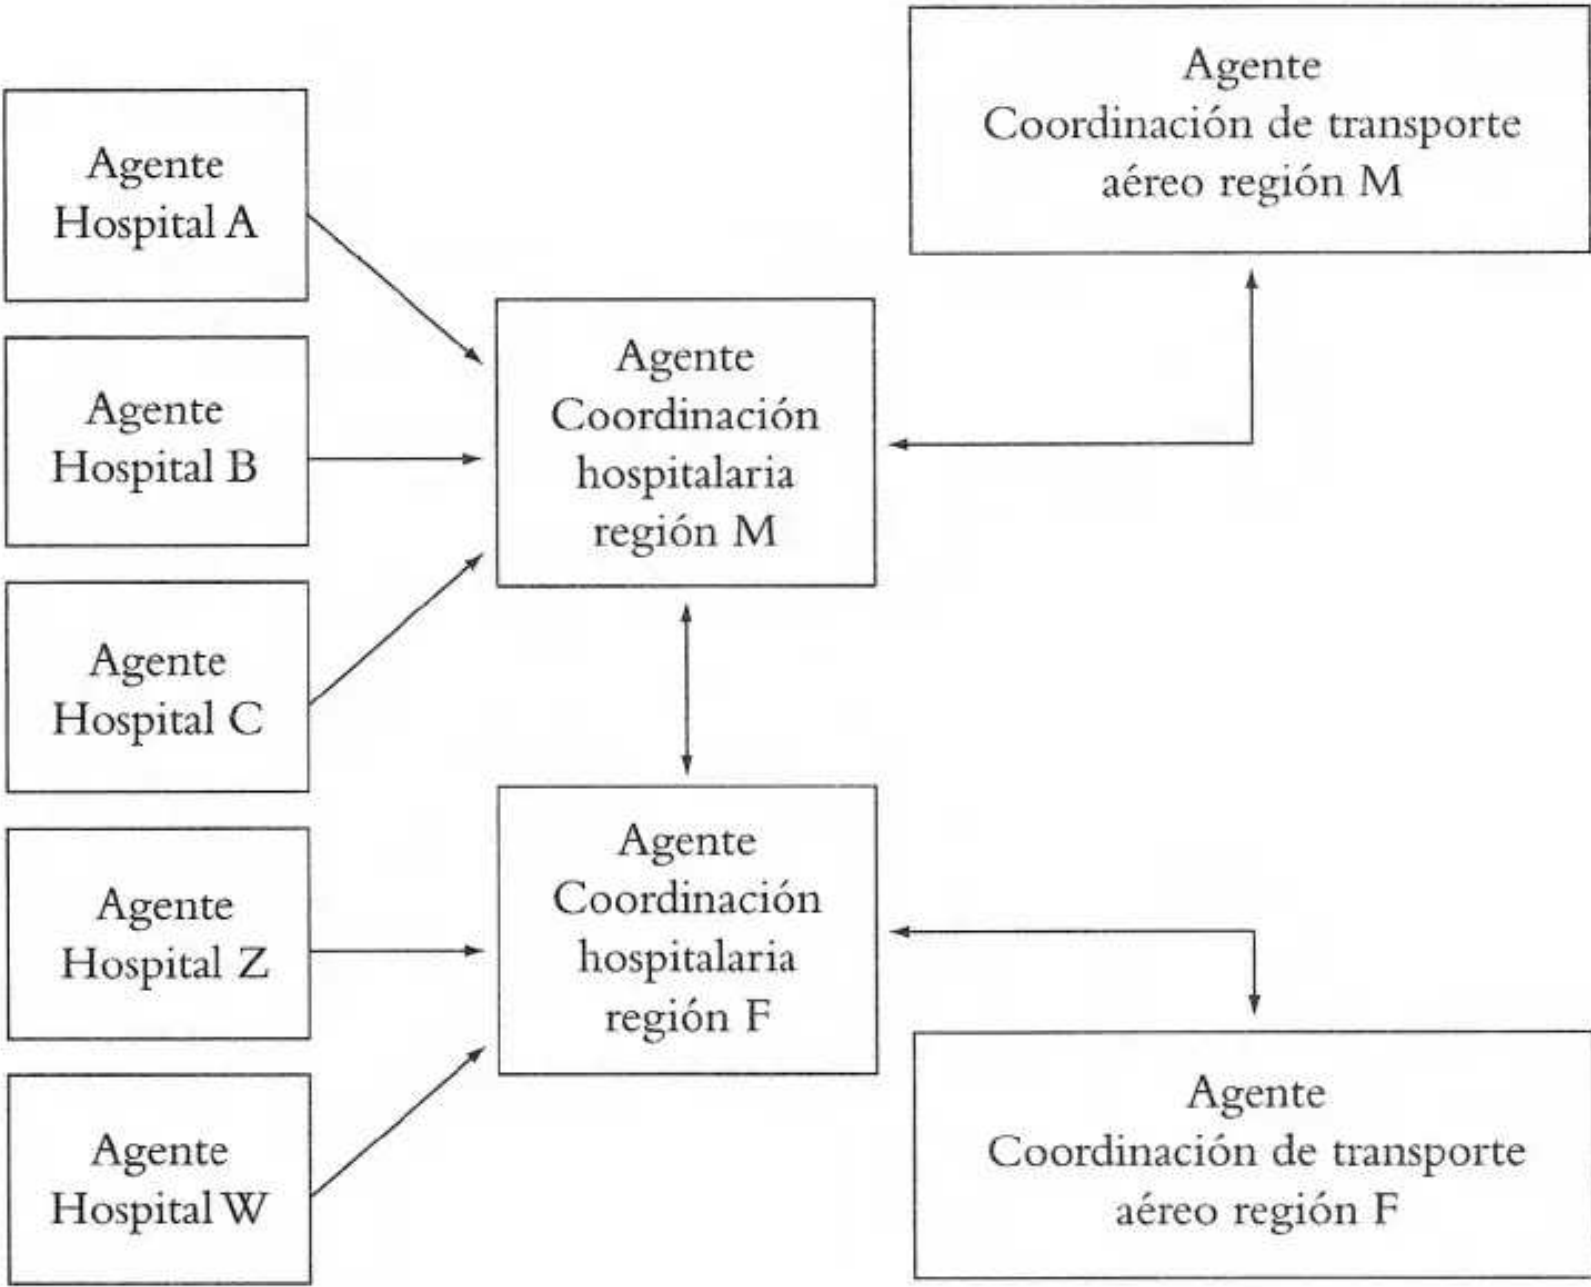 Agente
Hospital A
Agente
Hospital B
Agente
Hospital C
Agente
Hospital Z
Agente
Hospital W
Agente
Coordinación
hospitalaria
región M
Agente
Coordinación
hospitalaria
región F
Agente
Coordinación de transporte
aéreo región M
Agente
Coordinación de transporte
aéreo región F